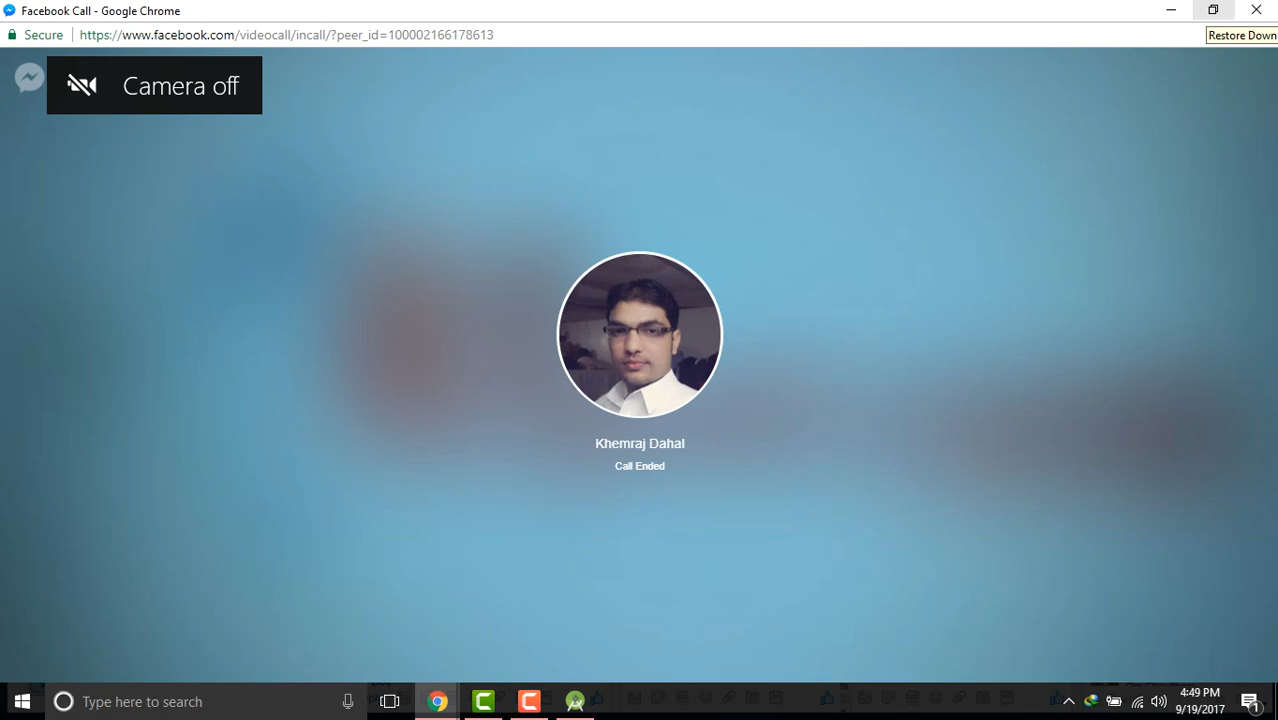 Facebook Call - Google Chrome
Secure https://www.facebook.com/videocall/incall/?peer_id=100002166178613
Restore Down
Camera off
Khemraj Dahal
Call Ended
Type here to search
4:49 PM
9/19/2017
1